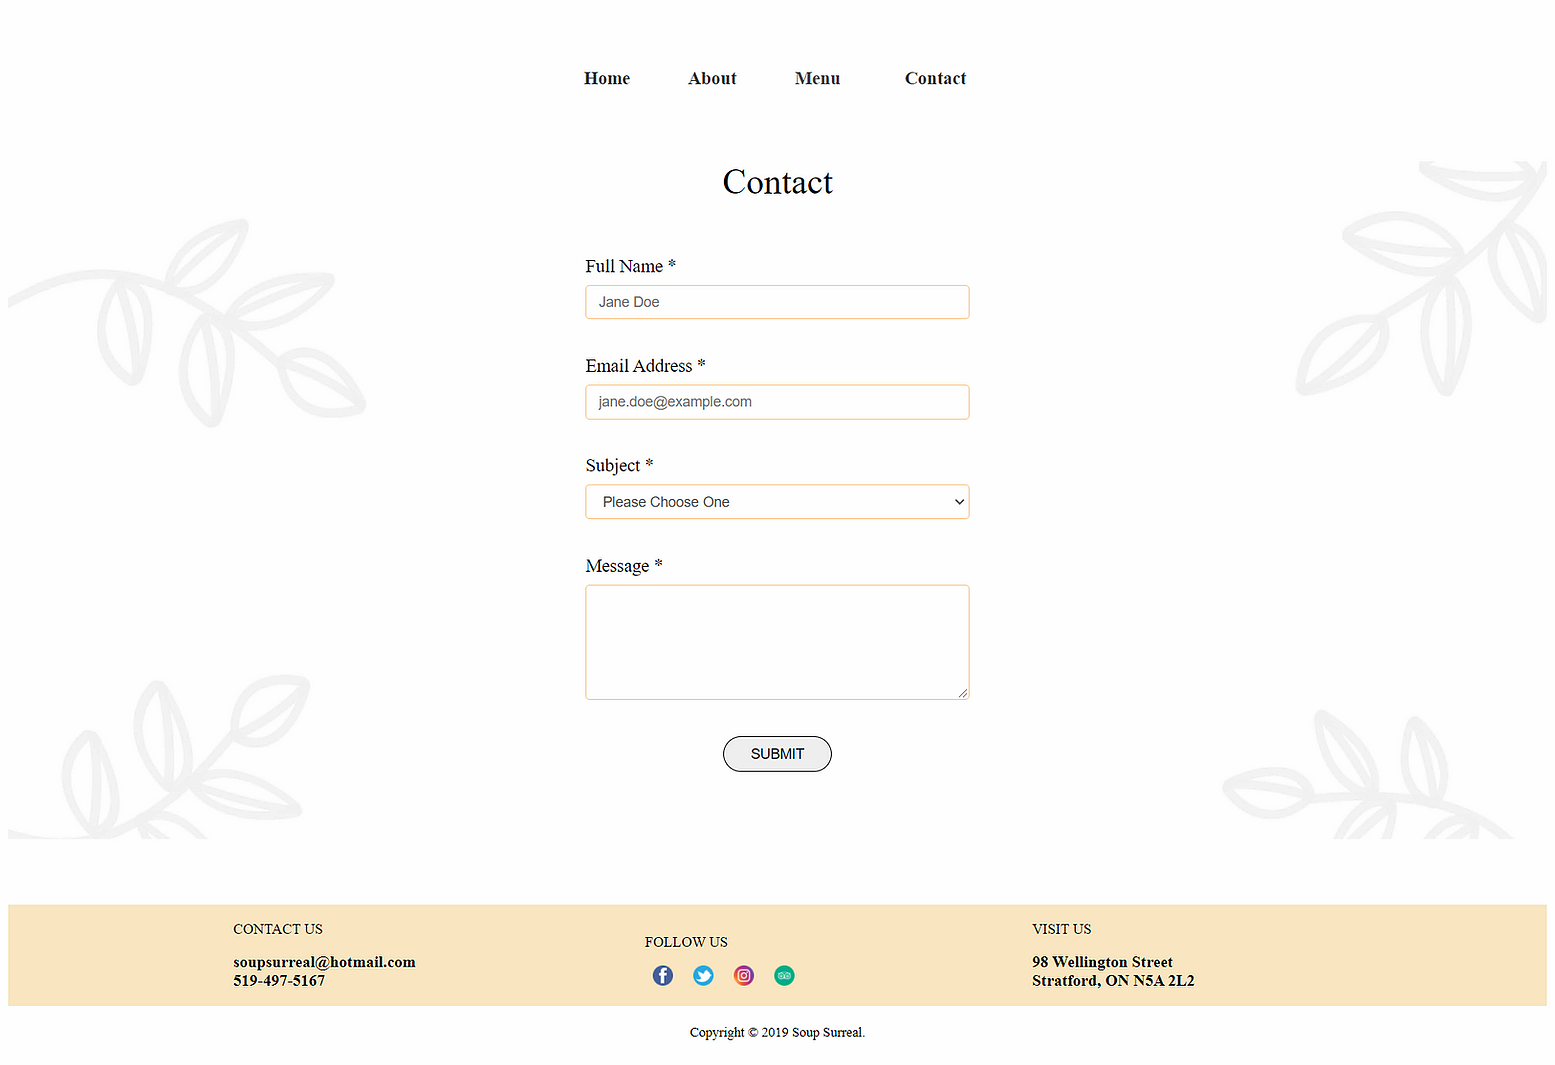 Home About Menu Contact
Contact
Full Name *
Jane Doe
Email Address *
jane.doe@example.com
Subject *
Please Choose One
Message *
SUBMIT
CONTACT US
soupsurreal@hotmail.com
519-497-5167
FOLLOW US
VISIT US
98 Wellington Street
Stratford, ON N5A 2L2
Copyright © 2019 Soup Surreal.